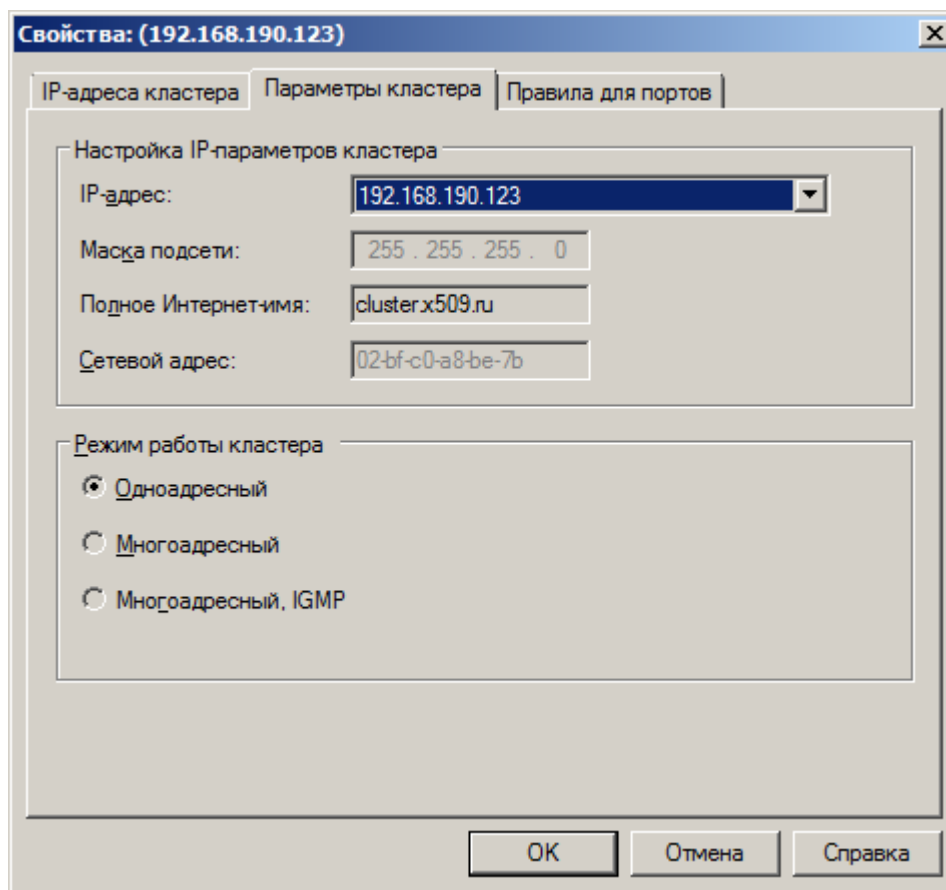 Свойства: (192.168.190.123)
IP-адреса кластера Параметры кластера Правила для портов
Настройка IP-параметров кластера
IP-адрес: 192.168.190.123
Маска подсети: 255 . 255 . 255 . 0
Полное Интернет-имя: cluster.x509.ru
Сетевой адрес: 02-bf-c0-a8-be-7b
Режим работы кластера
Одноадресный
Многоадресный
Многоадресный, IGMP
OK Отмена Справка